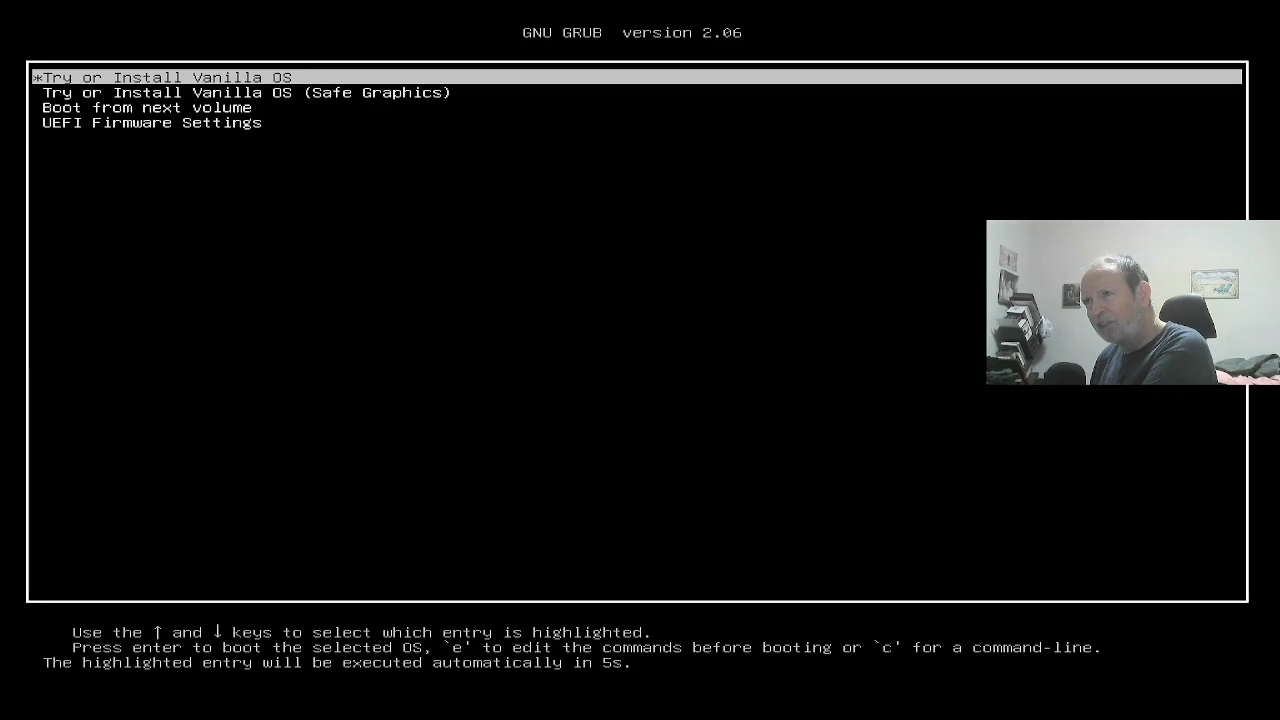 GNU GRUB  version 2.06
*Try or Install Vanilla OS
Try or Install Vanilla OS (Safe Graphics)
Boot from next volume
UEFI Firmware Settings
Use the ↑ and ↓ keys to select which entry is highlighted.
Press enter to boot the selected OS, `e' to edit the commands before booting or `c' for a command-line.
The highlighted entry will be executed automatically in 5s.